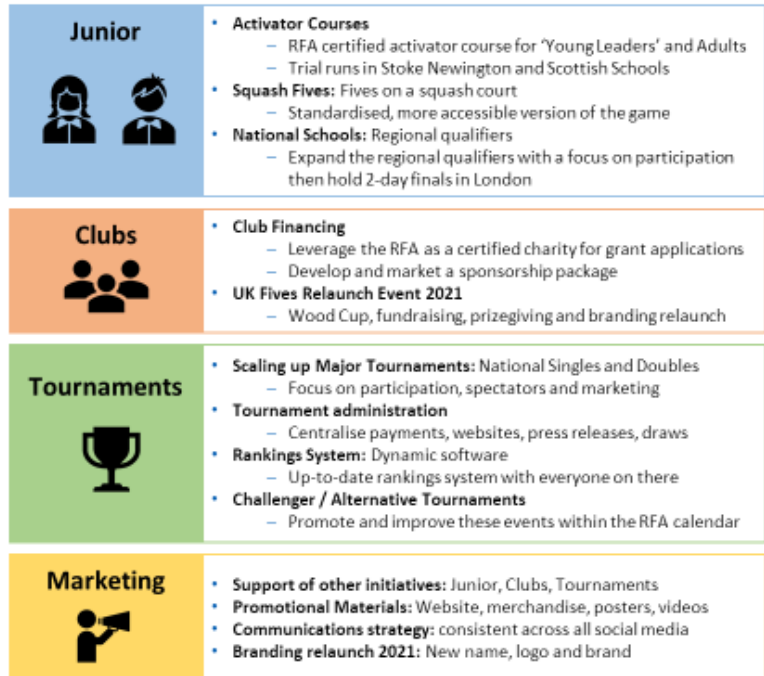 Junior
• Activator Courses
– RFA certified activator course for ‘Young Leaders’ and Adults
– Trial runs in Stoke Newington and Scottish Schools
• Squash Fives: Fives on a squash court
– Standardised, more accessible version of the game
• National Schools: Regional qualifiers
– Expand the regional qualifiers with a focus on participation
then hold 2-day finals in London
Clubs
• Club Financing
– Leverage the RFA as a certified charity for grant applications
– Develop and market a sponsorship package
• UK Fives Relaunch Event 2021
– Wood Cup, fundraising, prizegiving and branding relaunch
Tournaments
• Scaling up Major Tournaments: National Singles and Doubles
– Focus on participation, spectators and marketing
• Tournament administration
– Centralise payments, websites, press releases, draws
• Rankings System: Dynamic software
– Up-to-date rankings system with everyone on there
• Challenger / Alternative Tournaments
– Promote and improve these events within the RFA calendar
Marketing
• Support of other initiatives: Junior, Clubs, Tournaments
• Promotional Materials: Website, merchandise, posters, videos
• Communications strategy: consistent across all social media
• Branding relaunch 2021: New name, logo and brand